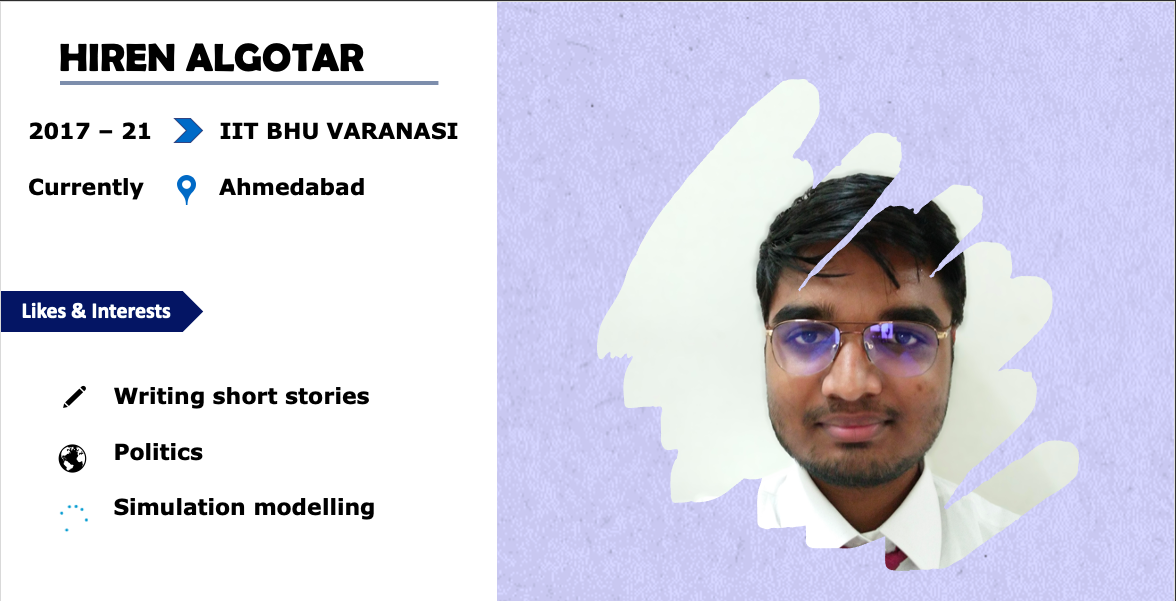 HIREN ALGOTAR
2017 – 21 IIT BHU VARANASI
Currently Ahmedabad
Likes & Interests
Writing short stories
Politics
Simulation modelling